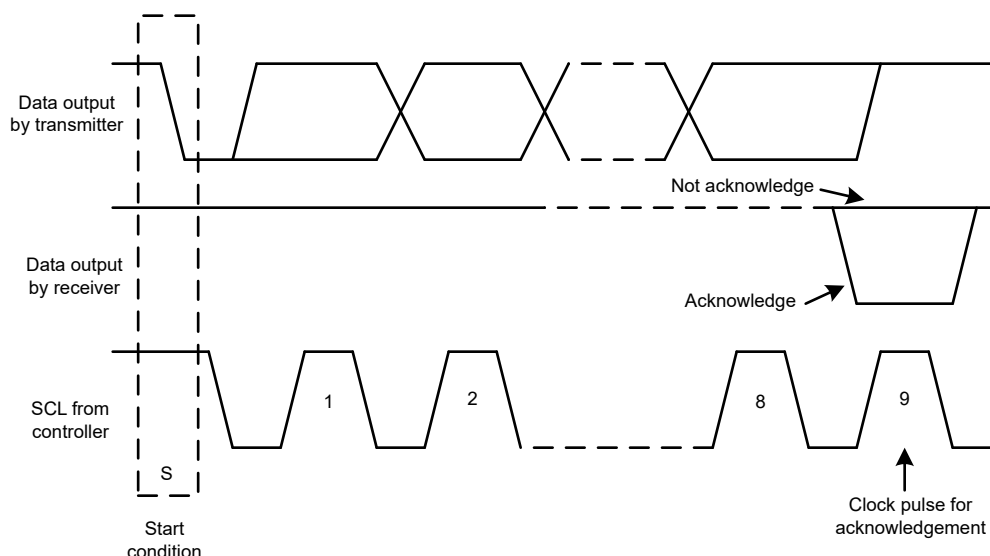 Data output
by transmitter
Not acknowledge
Data output
by receiver
Acknowledge
SCL from
controller
1
2
8
9
S
Start
condition
Clock pulse for
acknowledgement